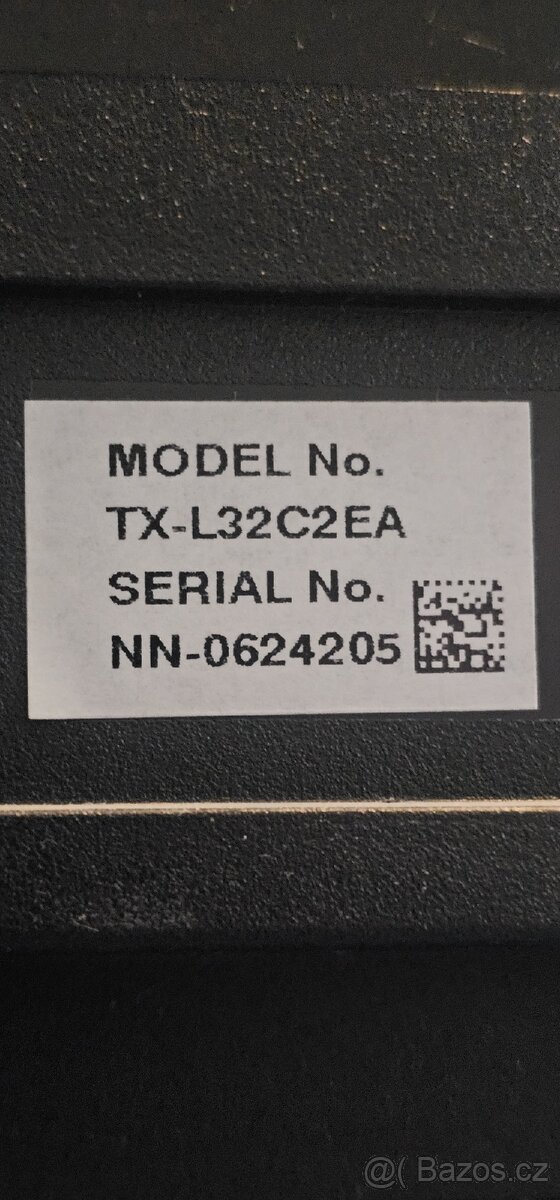 MODEL No.
TX-L32C2EA
SERIAL No.
NN-0624205
@( Bazos.cz